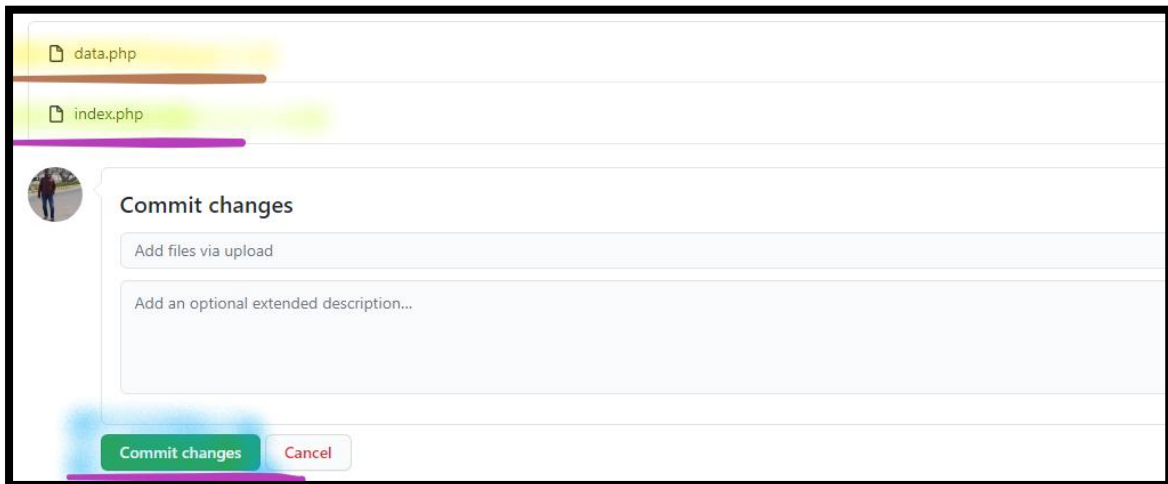 data.php
index.php
Commit changes
Add files via upload
Add an optional extended description...
Commit changes Cancel